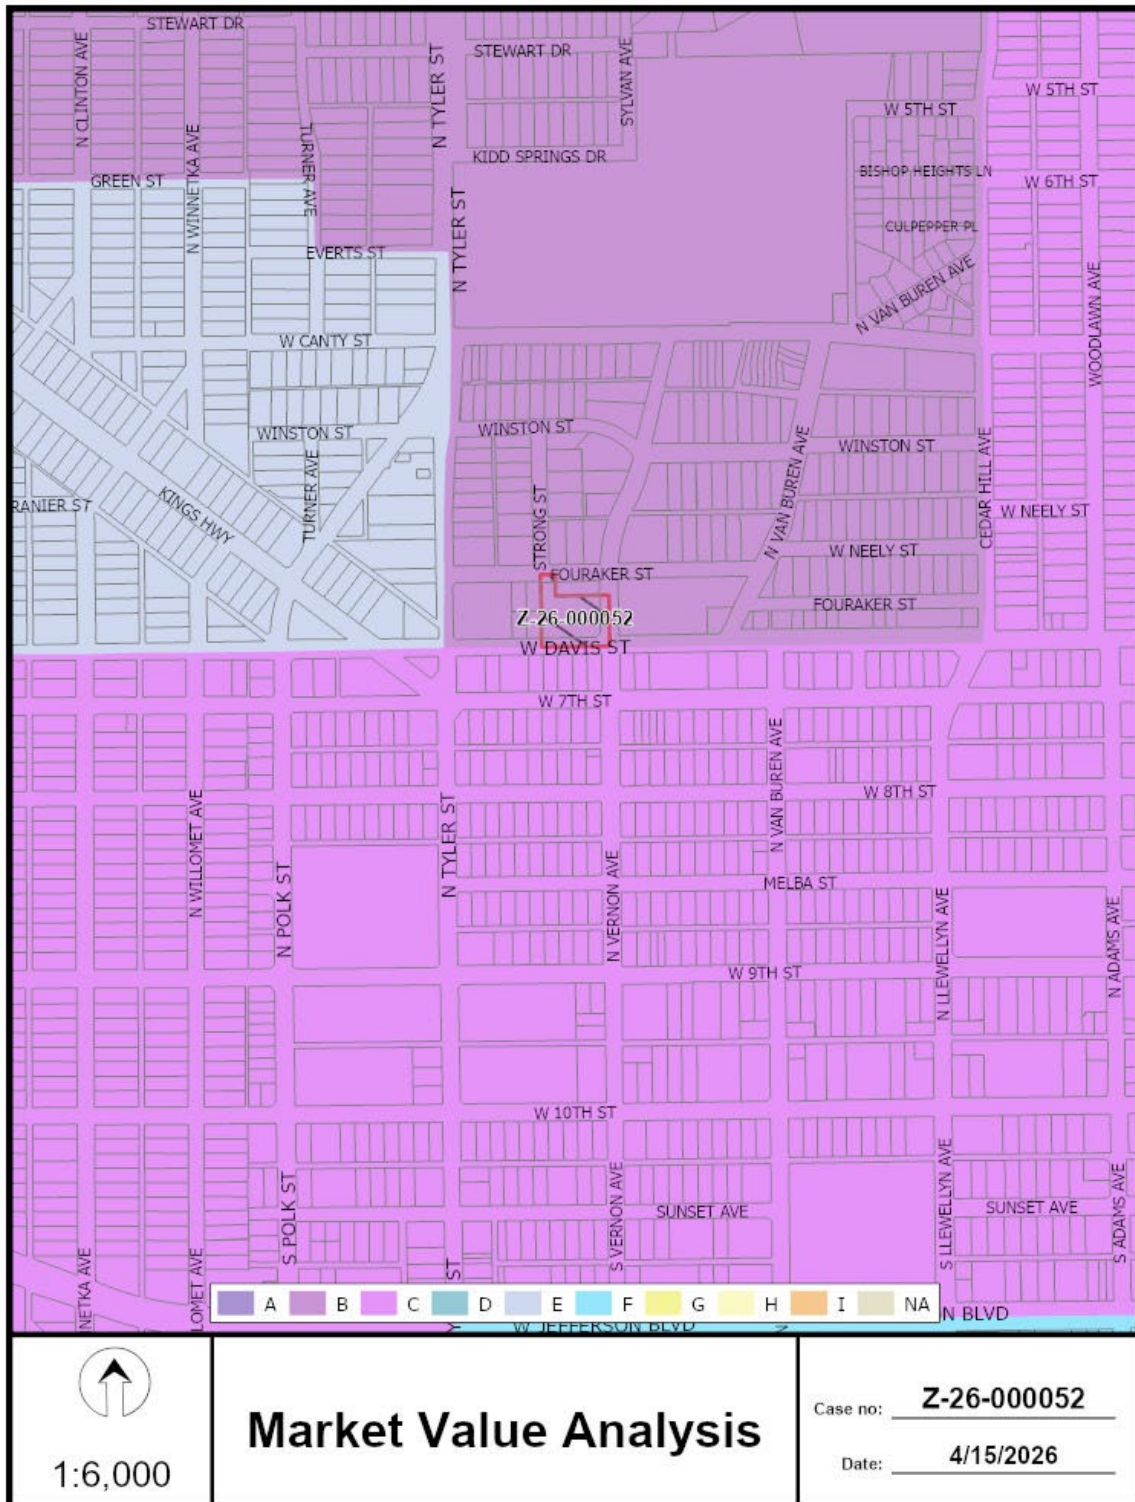 STEWART DR
N CLINTON AVE
N WINNETKA AVE
TURNER AVE
N TYLER ST
STEWART DR
SYLVAN AVE
KIDD SPRINGS DR
W 5TH ST
W 5TH ST
BISHOP HEIGHTS LN
W 6TH ST
GREEN ST
N TYLER ST
CULPEPPER PL
EVERTS ST
N VAN BUREN AVE
WOODLAWN AVE
W CANTY ST
WINSTON ST
WINSTON ST
WINSTON ST
TURNER AVE
KINGS HWY
RANIER ST
STRONG ST
N VAN BUREN AVE
CEDAR HILL AVE
W NEELY ST
W NEELY ST
FOURAKER ST
FOURAKER ST
Z-26-000052
W DAVIS ST
W 7TH ST
N VAN BUREN AVE
W 8TH ST
N WILLOMET AVE
N POLK ST
N TYLER ST
N VERNON AVE
MELBA ST
N LLEWELLYN AVE
N ADAMS AVE
W 9TH ST
W 10TH ST
S POLK ST
S VERNON AVE
SUNSET AVE
S LLEWELLYN AVE
SUNSET AVE
S ADAMS AVE
NETKA AVE
LOMET AVE
ST
A B C D E F G H I NA
N BLVD
W JEFFERSON BLVD
1:6,000
Market Value Analysis
Case no: Z-26-000052
Date: 4/15/2026